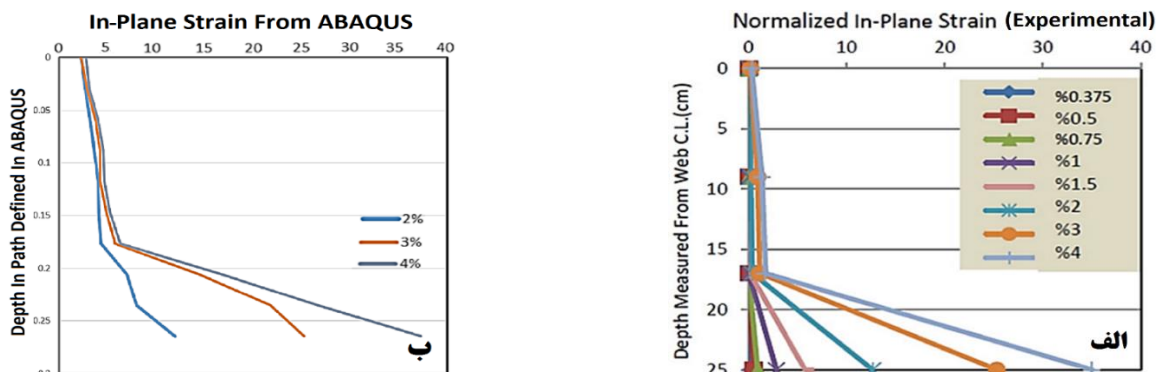 In-Plane Strain From ABAQUS
0 5 10 15 20 25 30 35 40
Depth In Path Defined In ABAQUS
0
0.05
0.1
0.15
0.2
0.25
2%
3%
4%
ب
Normalized In-Plane Strain (Experimental)
0 10 20 30 40
Depth Measured From Web C.L.(cm)
0
5
10
15
20
25
%0.375
%0.5
%0.75
%1
%1.5
%2
%3
%4
الف